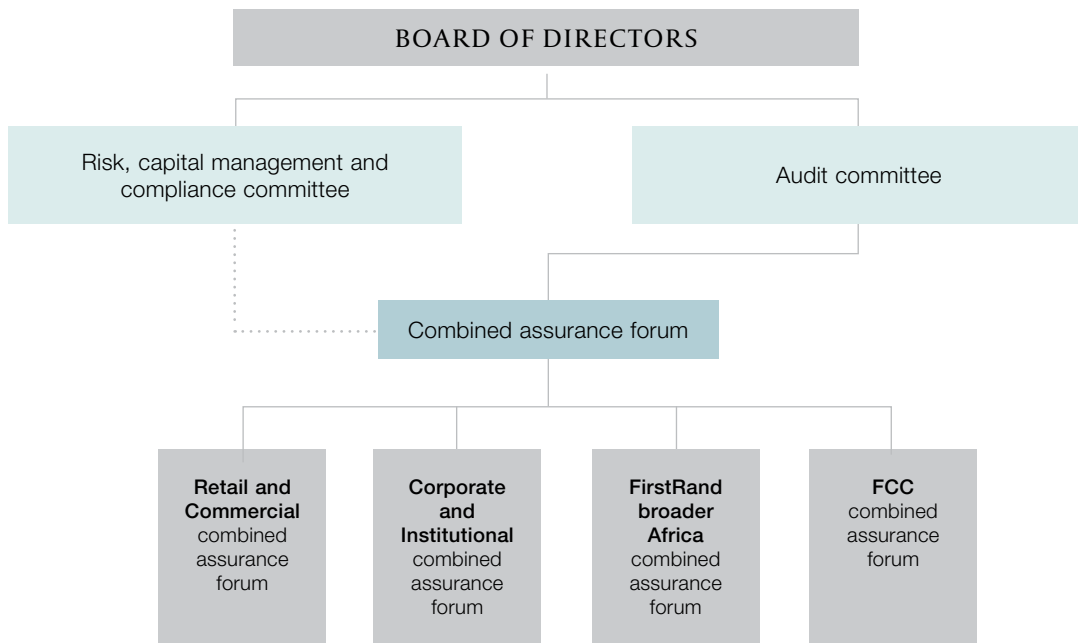 BOARD OF DIRECTORS
Risk, capital management and
compliance committee
Audit committee
Combined assurance forum
Retail and
Commercial
combined
assurance
forum
Corporate
and
Institutional
combined
assurance
forum
FirstRand
broader
Africa
combined
assurance
forum
FCC
combined
assurance
forum